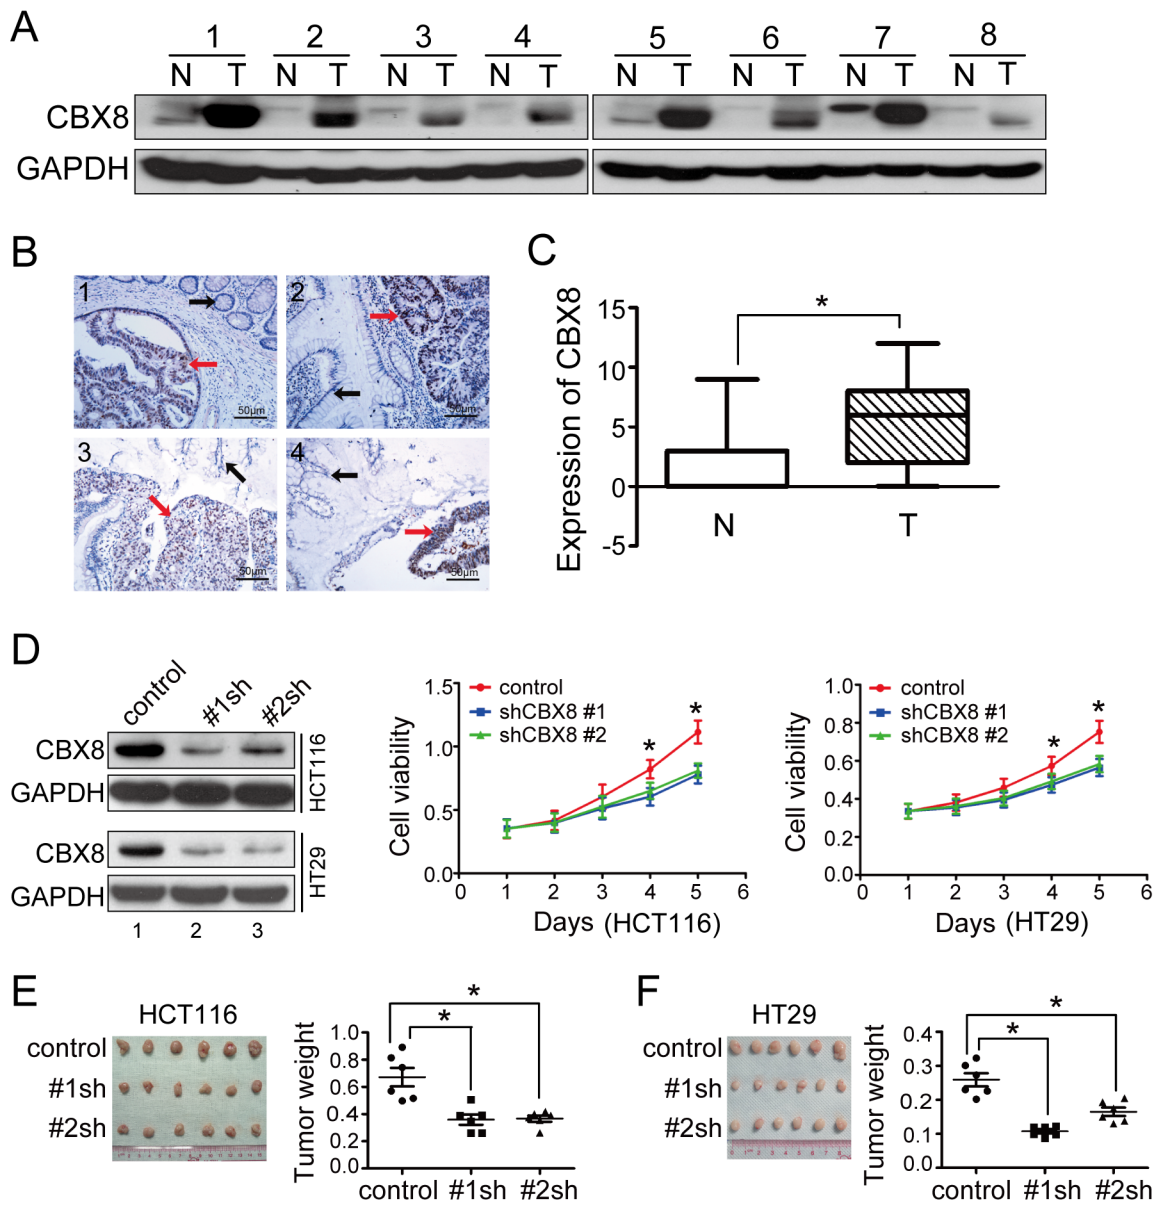 A
1 2 3 4 5 6 7 8
N T N T N T N T N T N T N T N T
CBX8
GAPDH
B
1
50μm
2
50μm
3
50μm
4
50μm
C
Expression of CBX8
15
10
5
0
-5
*
N T
D
control #1sh #2sh
CBX8
GAPDH
HCT116
CBX8
GAPDH
HT29
1 2 3
control
shCBX8 #1
shCBX8 #2
Cell viability
1.5
1.0
0.5
0.0
* *
0 1 2 3 4 5 6
Days (HCT116)
control
shCBX8 #1
shCBX8 #2
Cell viability
1.0
0.8
0.6
0.4
0.2
0.0
* *
0 1 2 3 4 5 6
Days (HT29)
E
HCT116
control
#1sh
#2sh
Tumor weight
1.0
0.8
0.6
0.4
0.2
0.0
*
*
control #1sh #2sh
F
HT29
control
#1sh
#2sh
Tumor weight
0.4
0.3
0.2
0.1
0.0
*
*
control #1sh #2sh